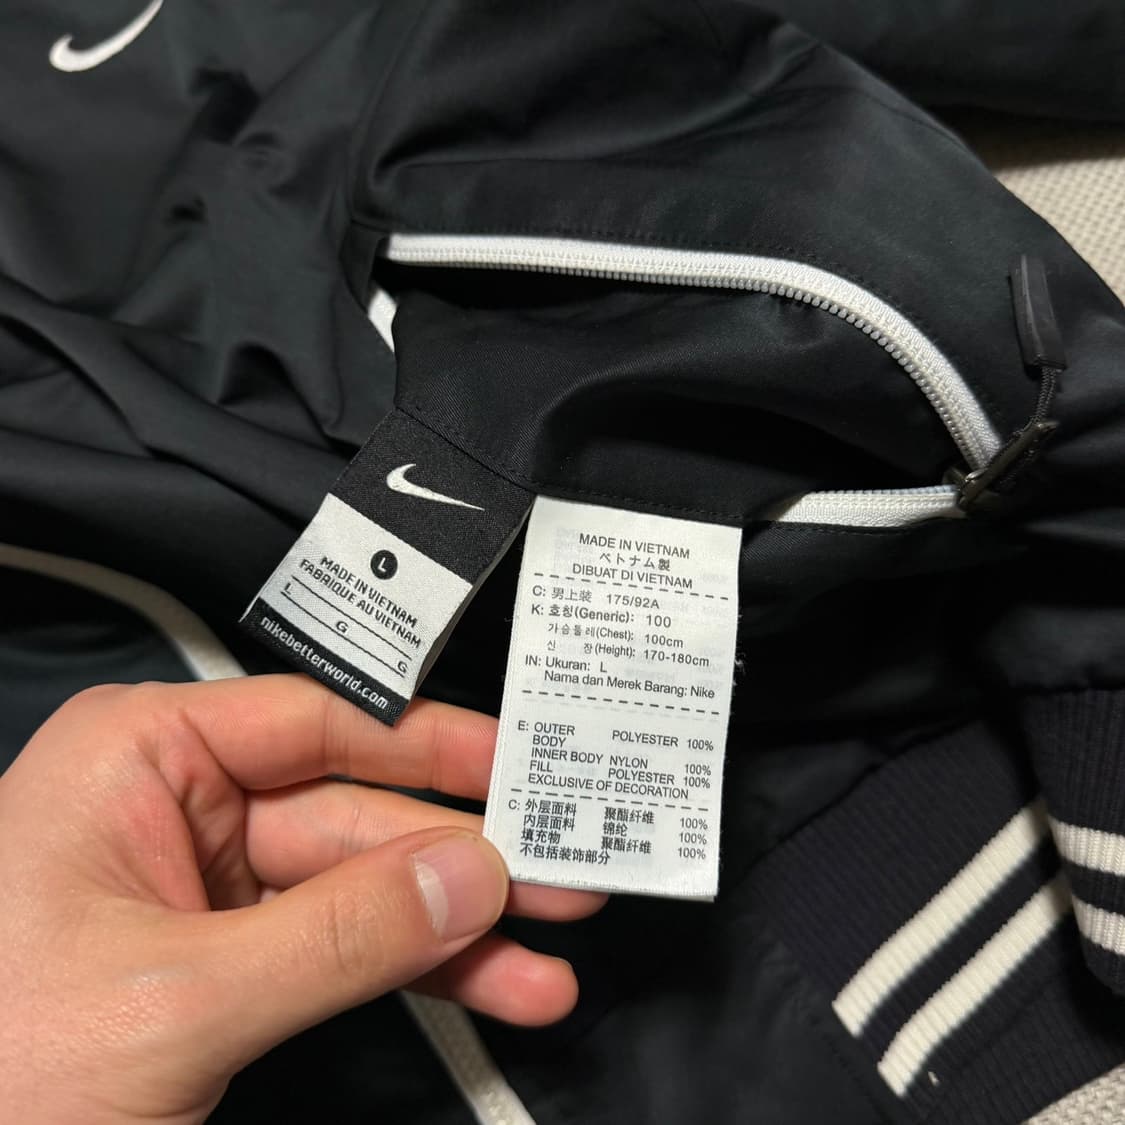 L
MADE IN VIETNAM
FABRIQUE AU VIETNAM
L
G
G
nikebetterworld.com
MADE IN VIETNAM
ベトナム製
DIBUAT DI VIETNAM
C: 男上装 175/92A
K: 호칭(Generic): 100
가슴둘레(Chest): 100cm
신 장(Height): 170-180cm
IN: Ukuran: L
Nama dan Merek Barang: Nike
E: OUTER BODY POLYESTER 100%
INNER BODY NYLON 100%
FILL POLYESTER 100%
EXCLUSIVE OF DECORATION
C: 外层面料 聚酯纤维 100%
内层面料 锦纶 100%
填充物 聚酯纤维 100%
不包括装饰部分